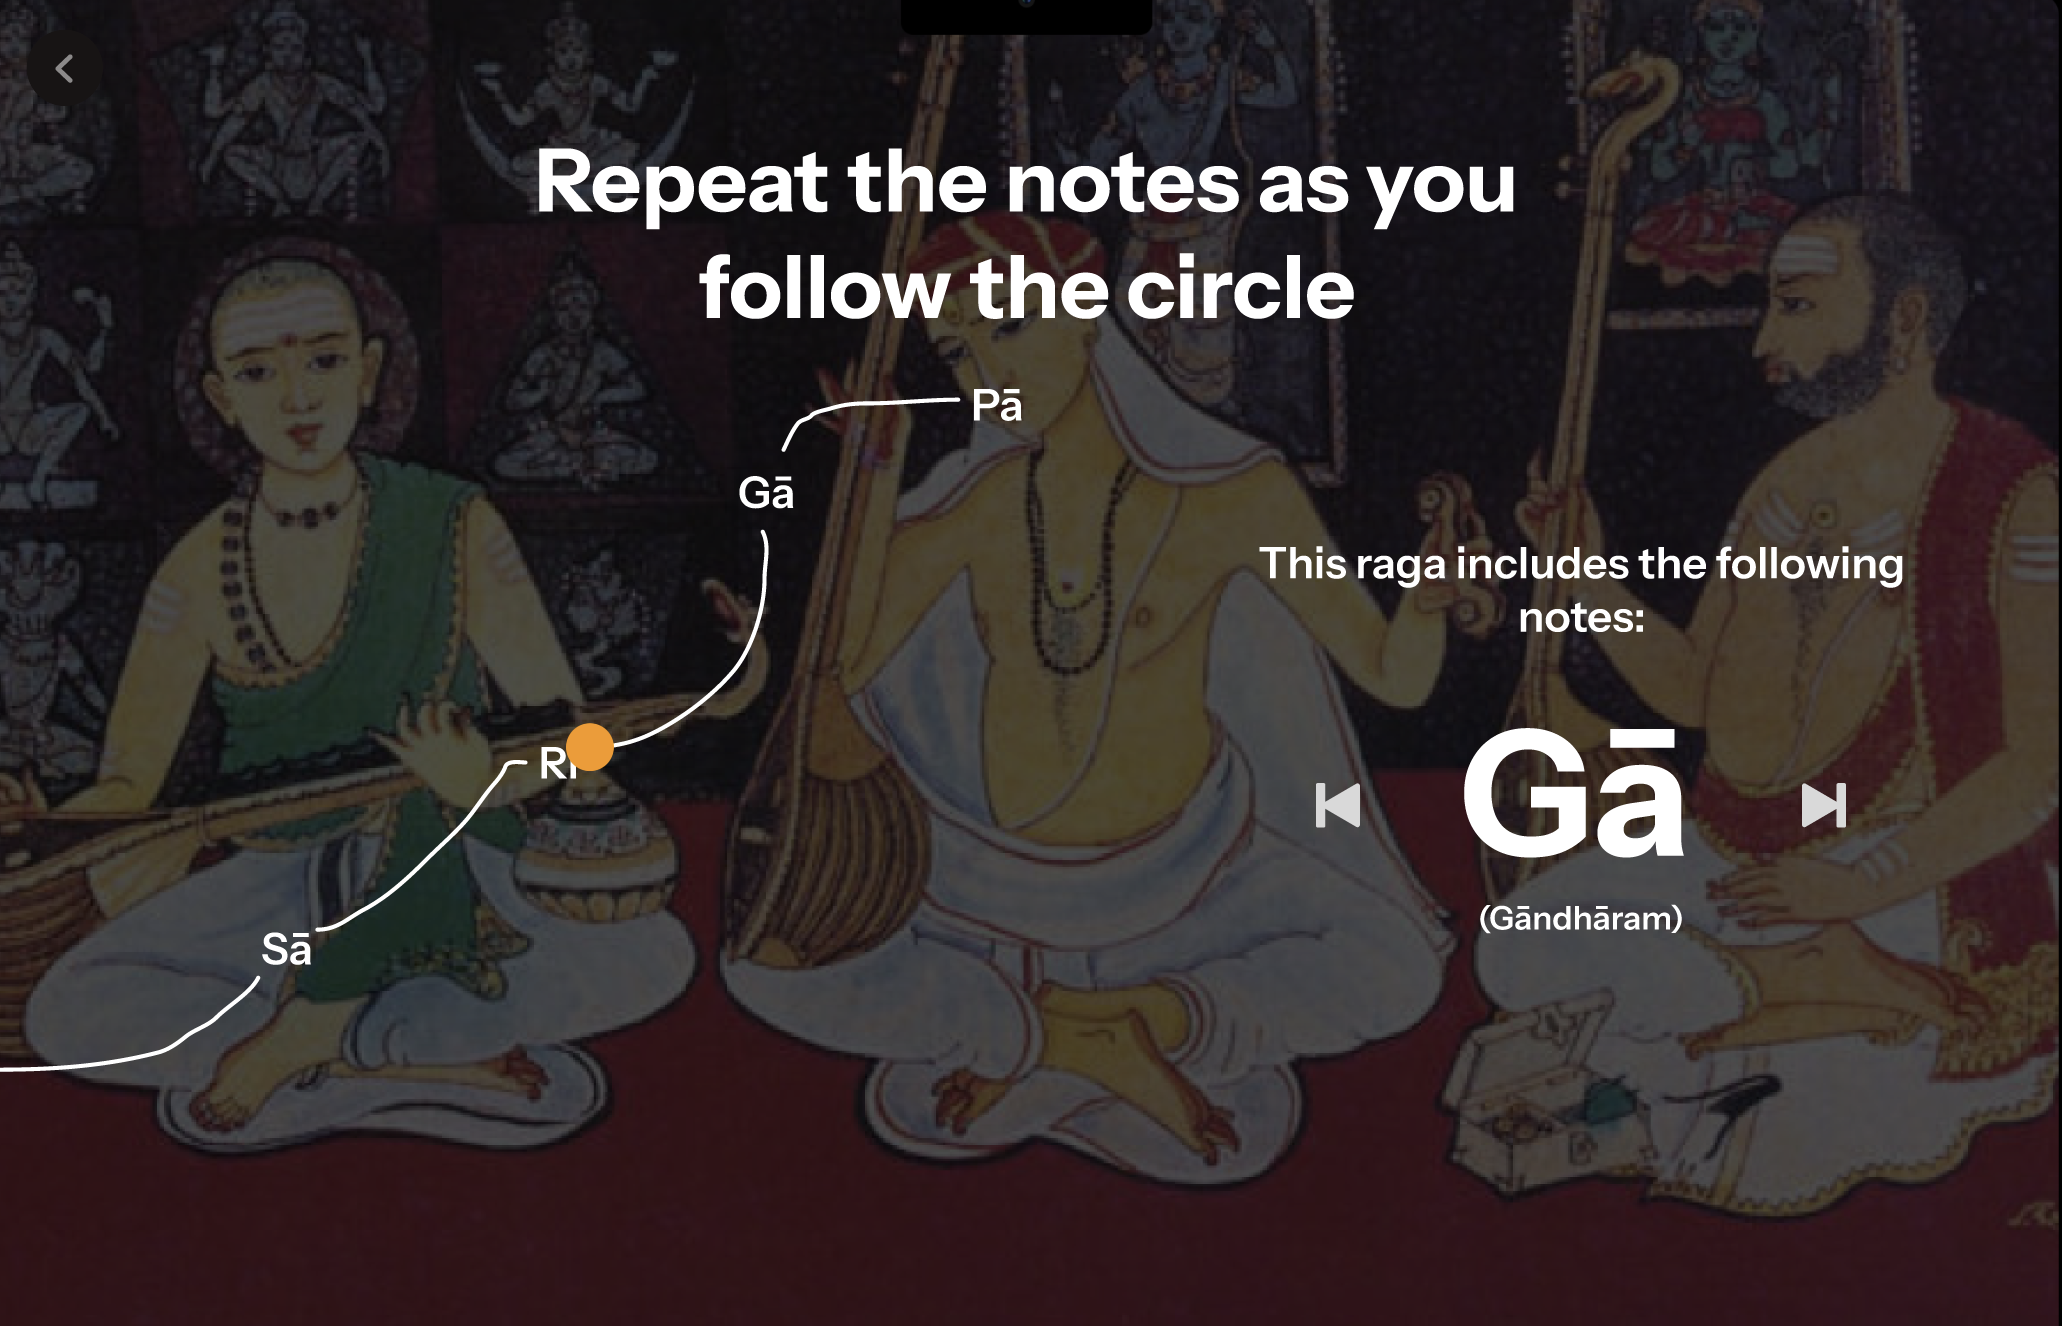 Repeat the notes as you
follow the circle
Pā
Gā
This raga includes the following
notes:
Ri
Gā
(Gāndhāram)
Sā